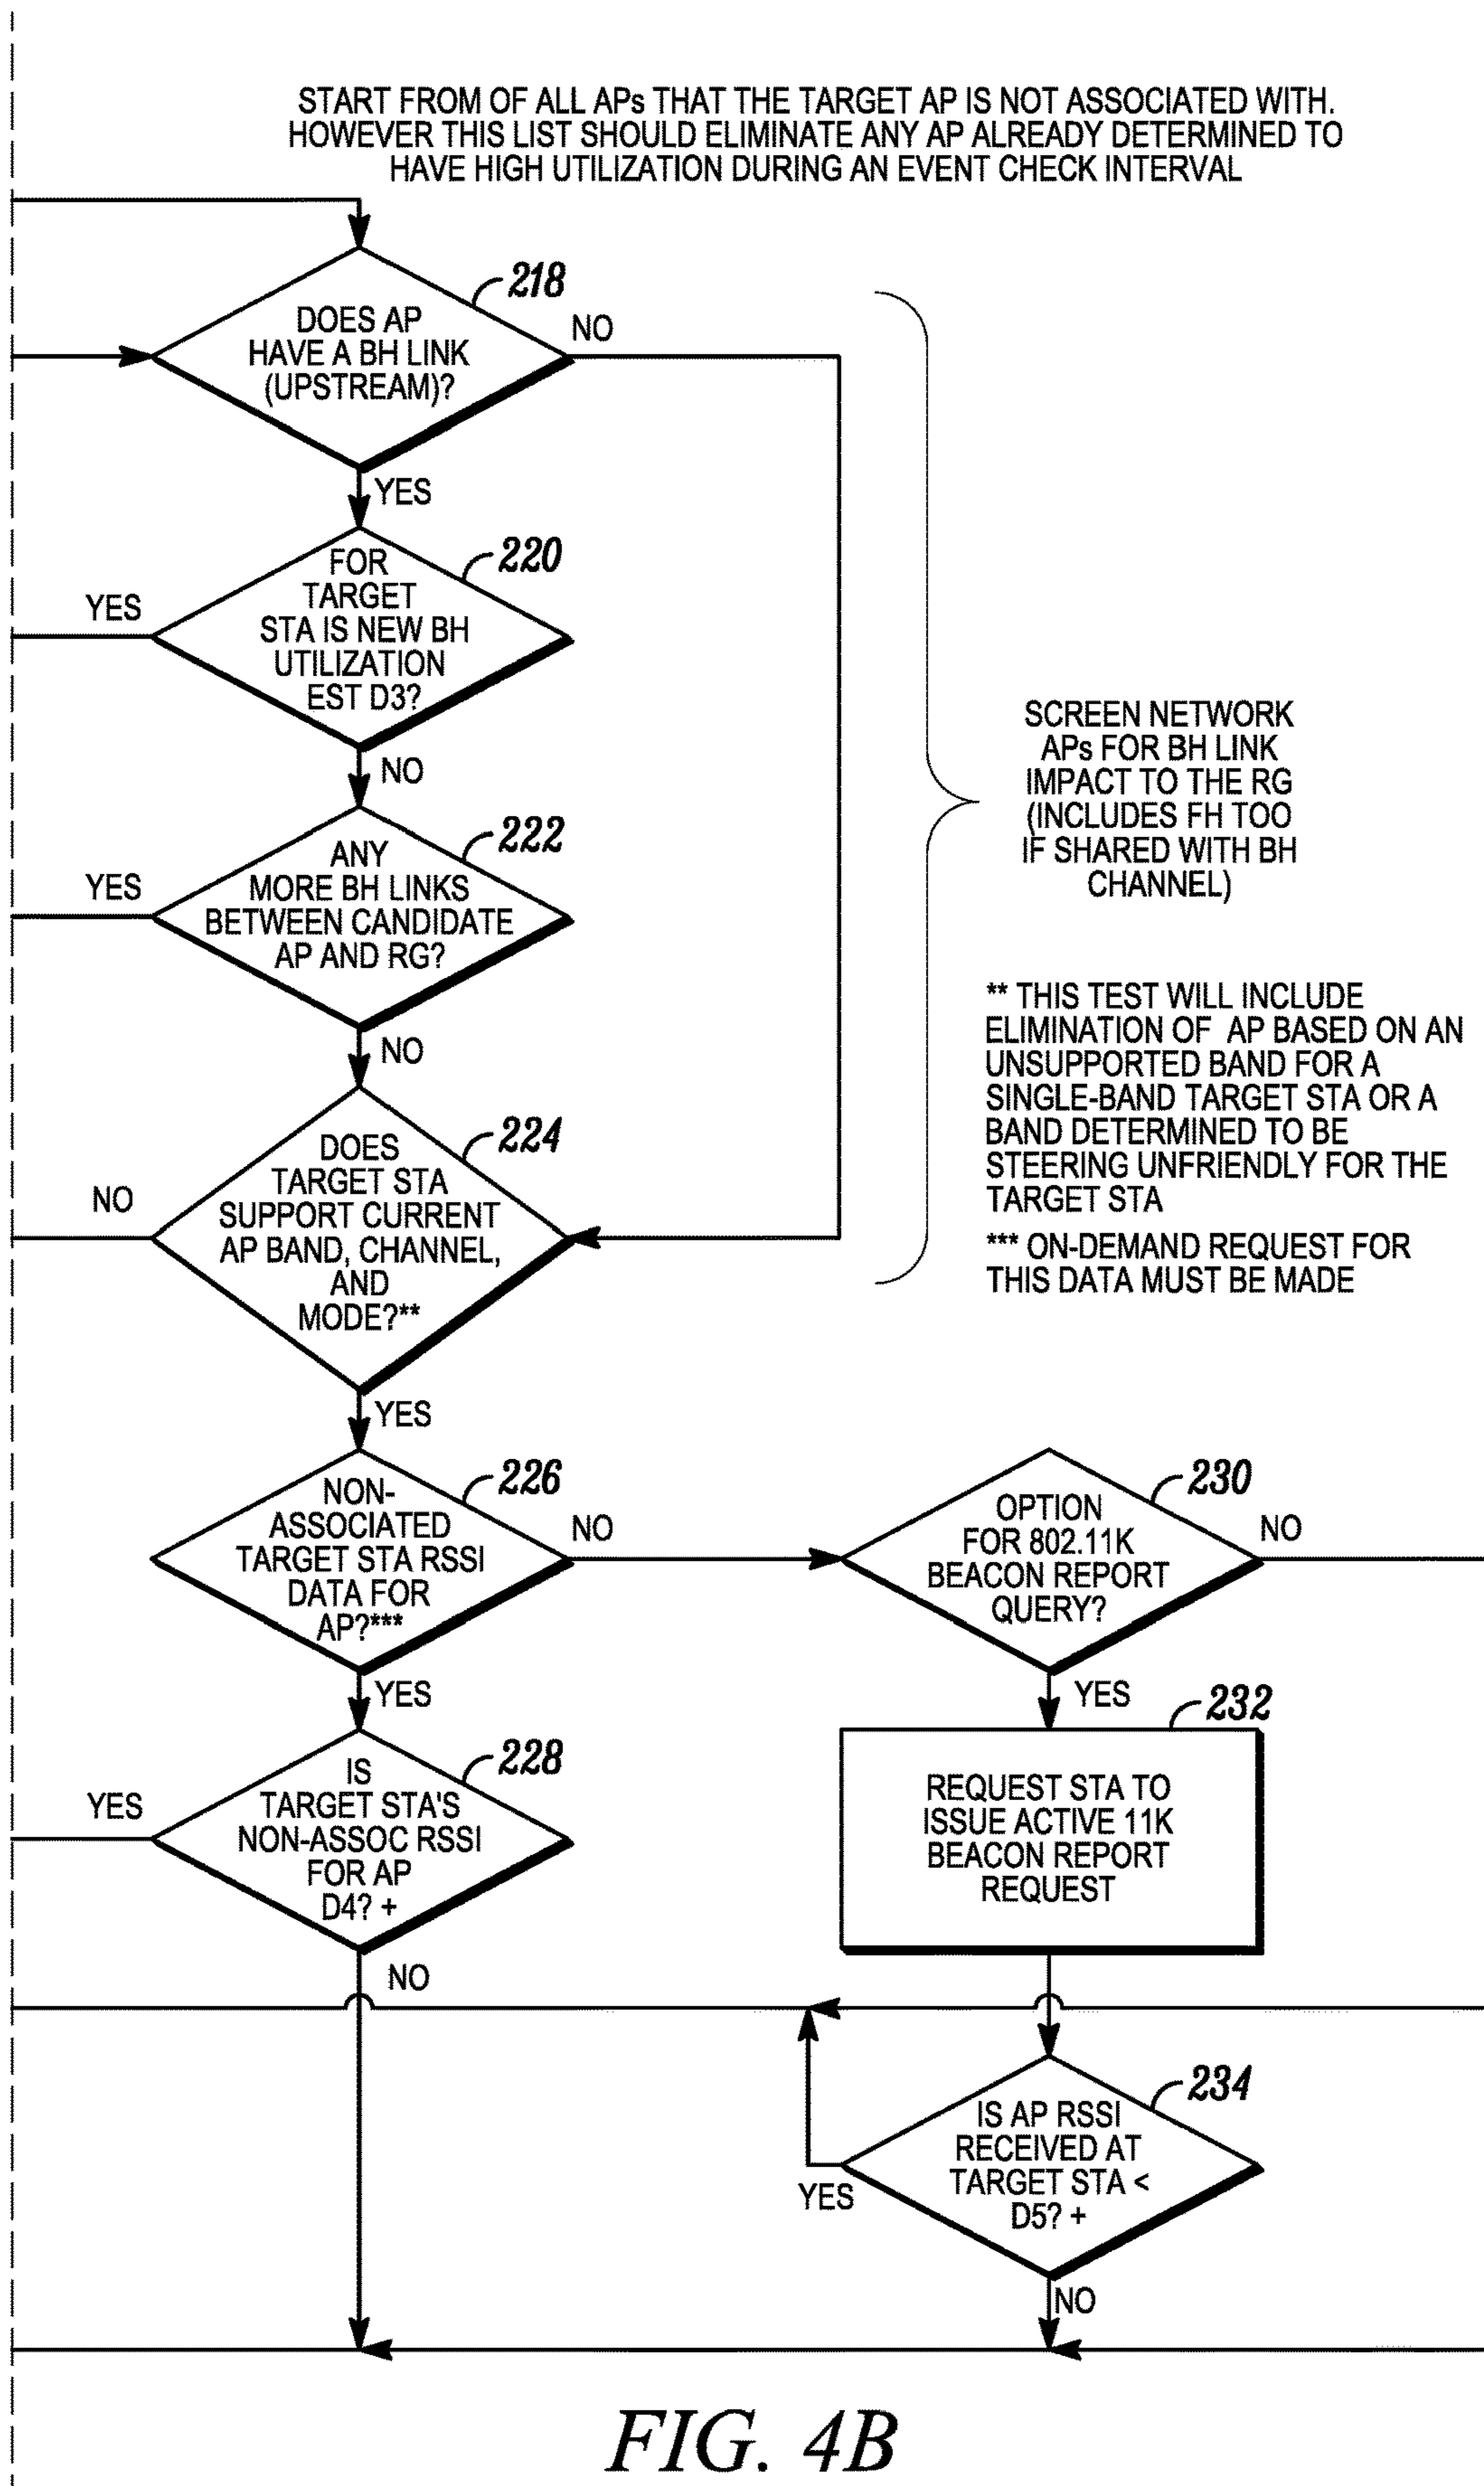 START FROM OF ALL APs THAT THE TARGET AP IS NOT ASSOCIATED WITH.
HOWEVER THIS LIST SHOULD ELIMINATE ANY AP ALREADY DETERMINED TO
HAVE HIGH UTILIZATION DURING AN EVENT CHECK INTERVAL
218
DOES AP
HAVE A BH LINK
(UPSTREAM)?
NO
YES
220
FOR
TARGET
STA IS NEW BH
UTILIZATION
EST D3?
YES
NO
222
ANY
MORE BH LINKS
BETWEEN CANDIDATE
AP AND RG?
YES
NO
SCREEN NETWORK
APs FOR BH LINK
IMPACT TO THE RG
(INCLUDES FH TOO
IF SHARED WITH BH
CHANNEL)
224
DOES
TARGET STA
SUPPORT CURRENT
AP BAND, CHANNEL,
AND
MODE?**
NO
YES
** THIS TEST WILL INCLUDE
ELIMINATION OF AP BASED ON AN
UNSUPPORTED BAND FOR A
SINGLE-BAND TARGET STA OR A
BAND DETERMINED TO BE
STEERING UNFRIENDLY FOR THE
TARGET STA
*** ON-DEMAND REQUEST FOR
THIS DATA MUST BE MADE
226
NON-
ASSOCIATED
TARGET STA RSSI
DATA FOR
AP?***
NO
YES
230
OPTION
FOR 802.11K
BEACON REPORT
QUERY?
NO
YES
228
IS
TARGET STA'S
NON-ASSOC RSSI
FOR AP
D4? +
YES
NO
232
REQUEST STA TO
ISSUE ACTIVE 11K
BEACON REPORT
REQUEST
234
IS AP RSSI
RECEIVED AT
TARGET STA <
D5? +
YES
NO
FIG. 4B